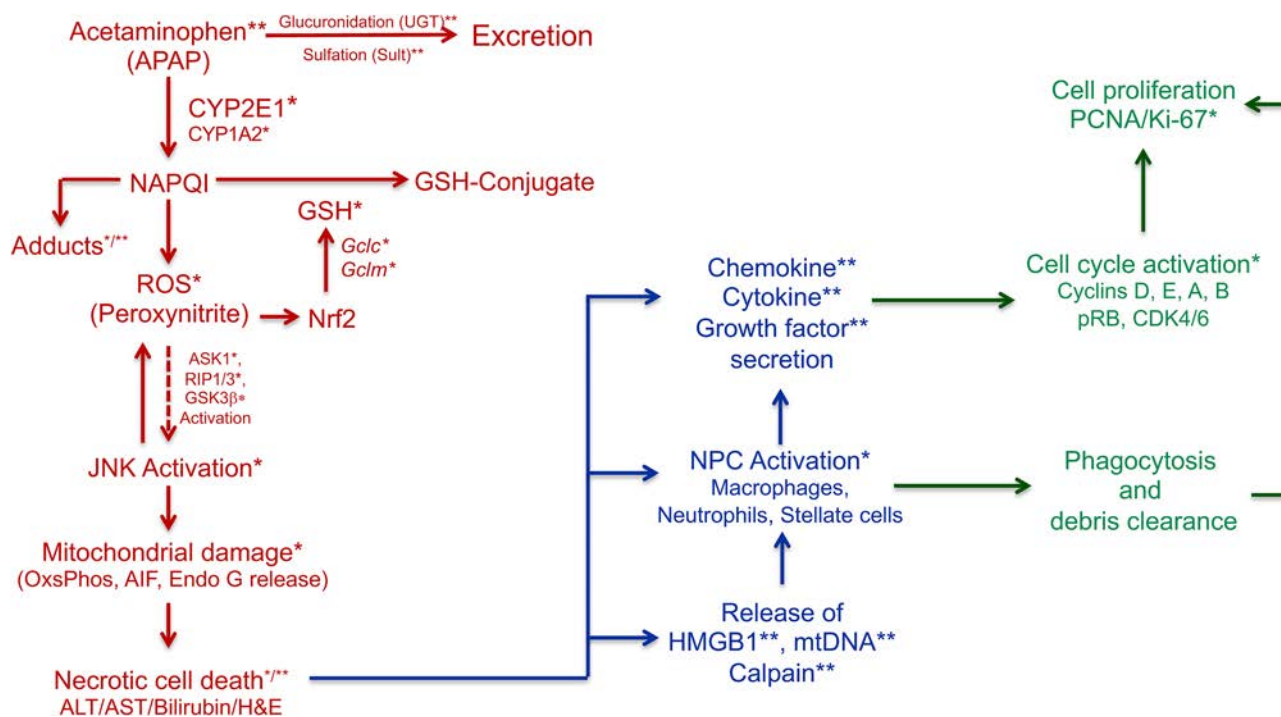 Acetaminophen**
(APAP)
Glucuronidation (UGT)**
Sulfation (Sult)**
Excretion
CYP2E1*
CYP1A2*
NAPQI
GSH-Conjugate
GSH*
Gclc*
Gclm*
Adducts*/**
ROS*
(Peroxynitrite)
Nrf2
ASK1*,
RIP1/3*,
GSK3β*
Activation
JNK Activation*
Mitochondrial damage*
(OxsPhos, AIF, Endo G release)
Necrotic cell death*/**
ALT/AST/Bilirubin/H&E
Chemokine**
Cytokine**
Growth factor**
secretion
NPC Activation*
Macrophages,
Neutrophils, Stellate cells
Release of
HMGB1**, mtDNA**
Calpain**
Cell proliferation
PCNA/Ki-67*
Cell cycle activation*
Cyclins D, E, A, B
pRB, CDK4/6
Phagocytosis
and
debris clearance